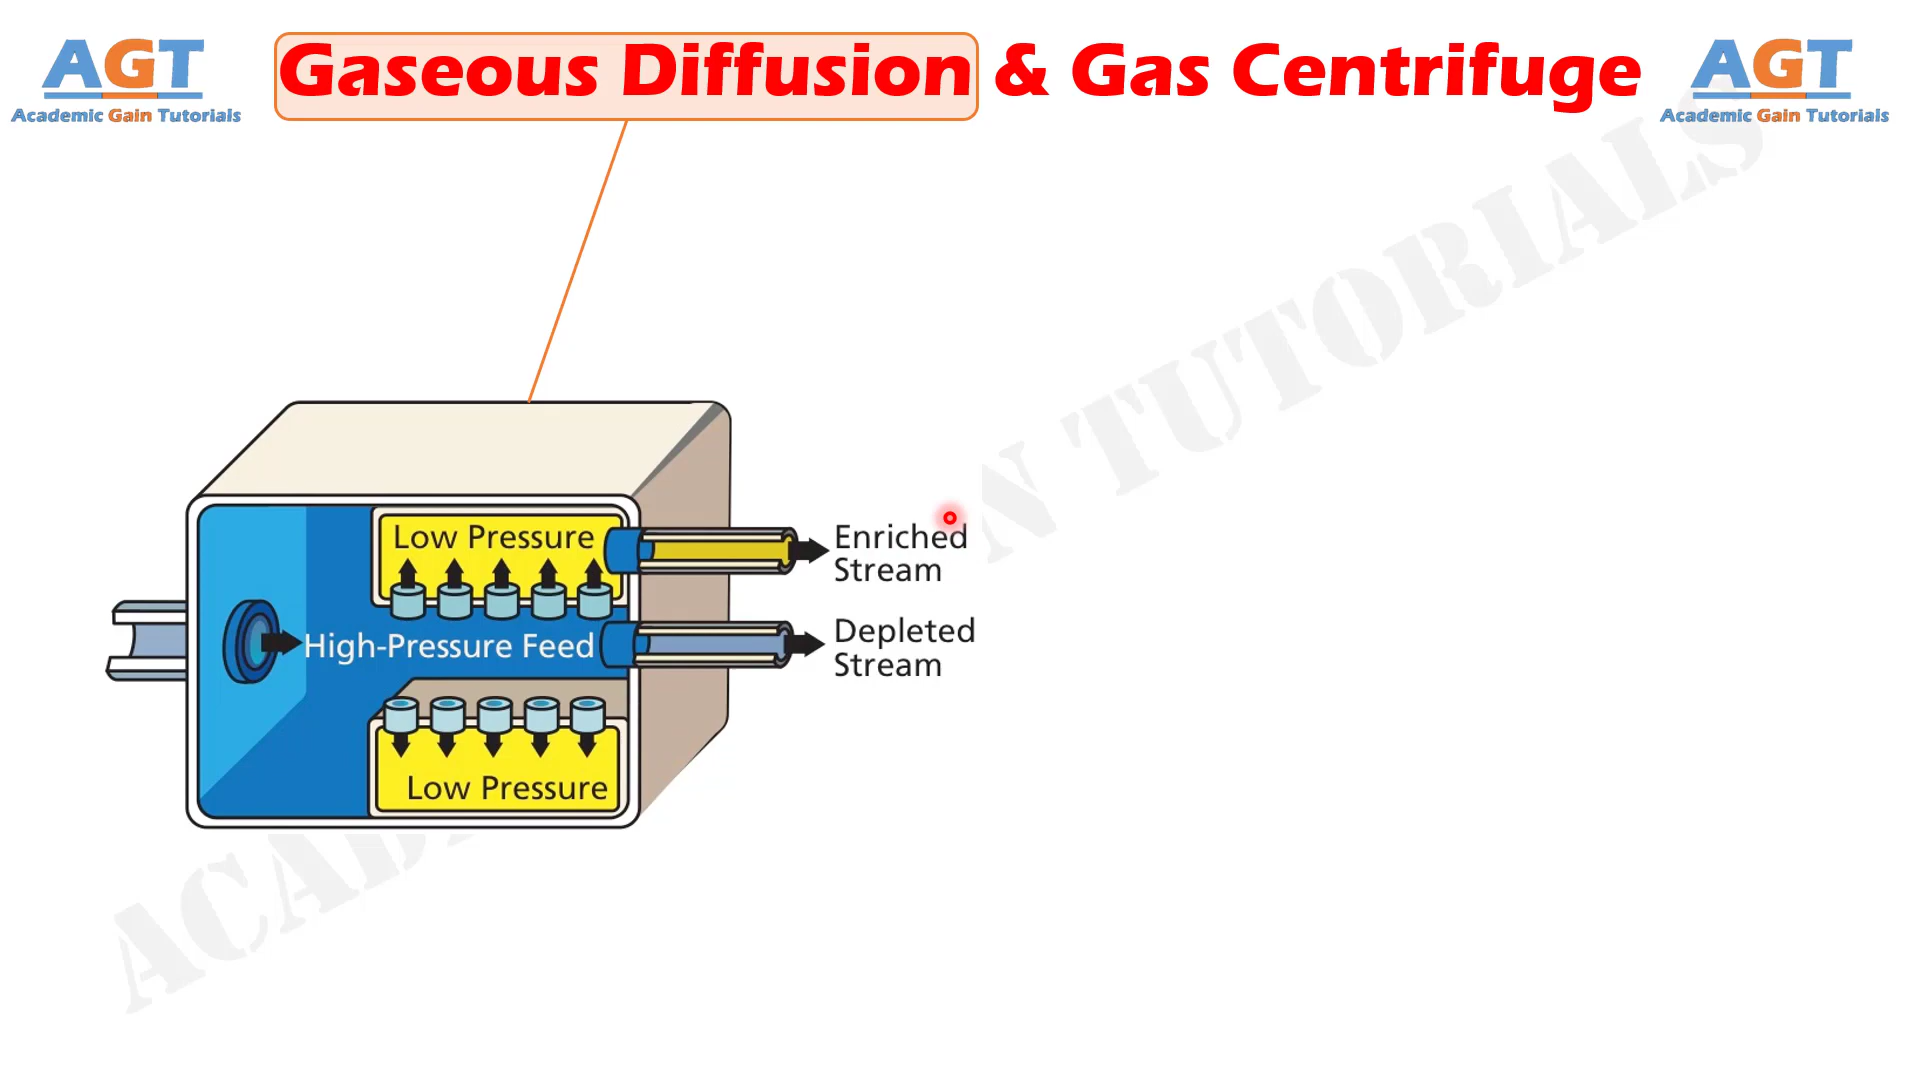 AGT
Academic Gain Tutorials
Gaseous Diffusion & Gas Centrifuge
AGT
Academic Gain Tutorials
Low Pressure
Enriched
Stream
High-Pressure Feed
Depleted
Stream
Low Pressure
TUTORIALS